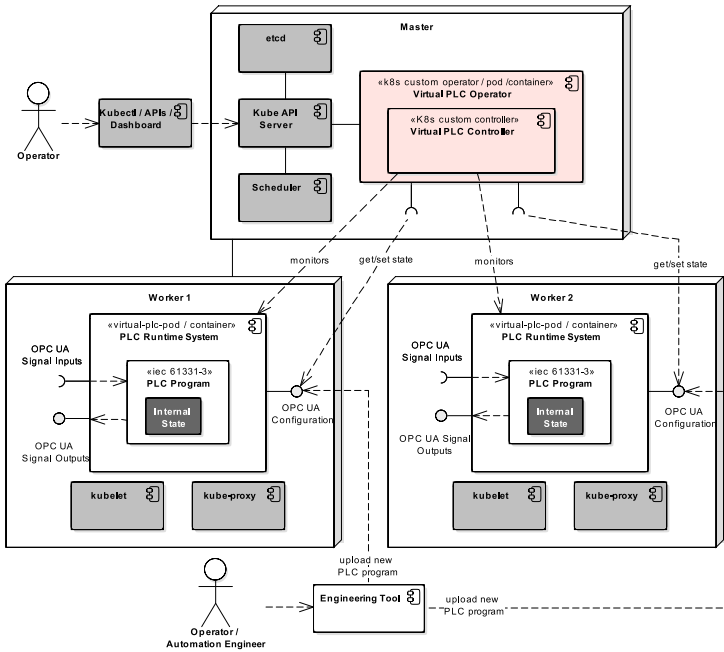 Master
etcd
«k8s custom operator / pod /container»
Virtual PLC Operator
Kubectl / APIs /
Dashboard
Kube API
Server
«K8s custom controller»
Virtual PLC Controller
Operator
Scheduler
monitors
get/set state
monitors
get/set state
Worker 1
«virtual-plc-pod / container»
PLC Runtime System
OPC UA
Signal Inputs
«iec 61331-3»
PLC Program
Internal
State
OPC UA
Signal Outputs
OPC UA
Configuration
kubelet
kube-proxy
Worker 2
«virtual-plc-pod / container»
PLC Runtime System
OPC UA
Signal Inputs
«iec 61331-3»
PLC Program
Internal
State
OPC UA Signal
Outputs
OPC UA
Configuration
kubelet
kube-proxy
upload new
PLC program
Engineering Tool
upload new
PLC program
Operator /
Automation Engineer